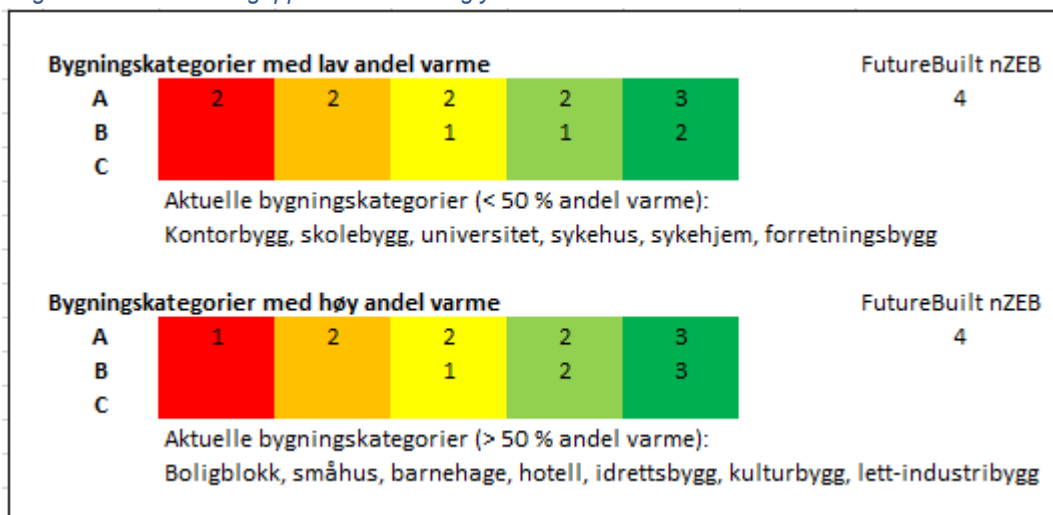 Bygningskategorier med lav andel varme FutureBuilt nZEB
A 2 2 2 2 3 4
B 1 1 2
C
Aktuelle bygningskategorier (< 50 % andel varme):
Kontorbygg, skolebygg, universitet, sykehus, sykehjem, forretningsbygg
Bygningskategorier med høy andel varme FutureBuilt nZEB
A 1 2 2 2 3 4
B 1 2 3
C
Aktuelle bygningskategorier (> 50 % andel varme):
Boligblokk, småhus, barnehage, hotell, idrettsbygg, kulturbygg, lett-industribygg